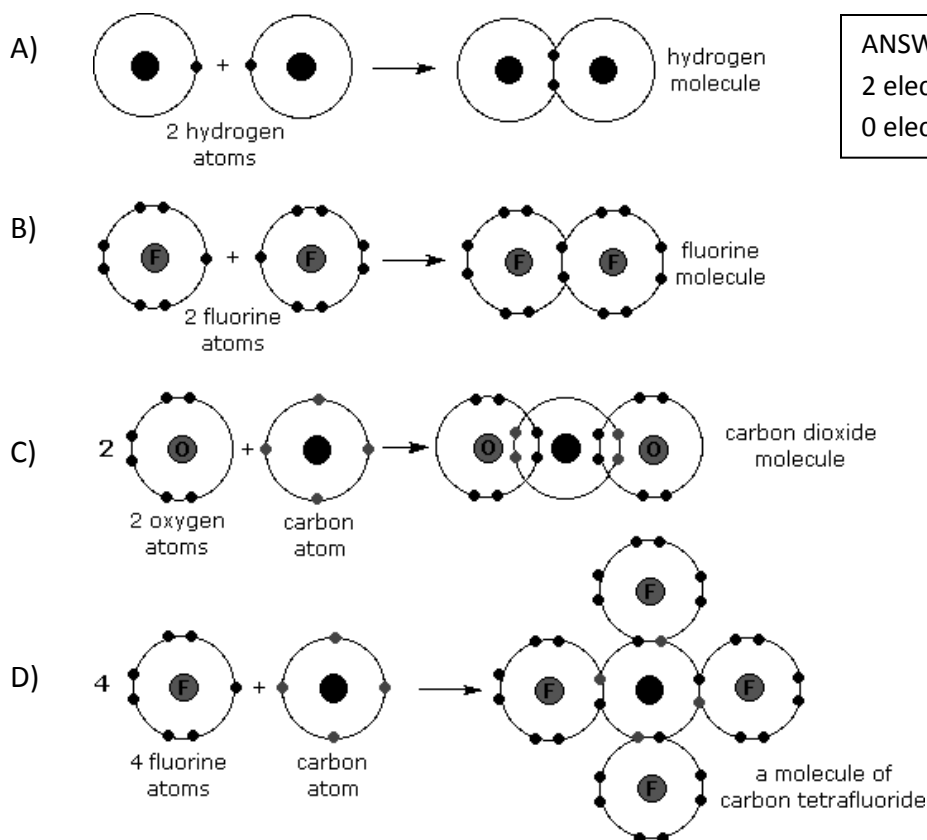 A)
+
2 hydrogen
atoms
hydrogen
molecule
2 elec
0 elec
B)
F + F
2 fluorine
atoms
F F
fluorine
molecule
C)
2 O +
2 oxygen
atoms
carbon
atom
O O
carbon dioxide
molecule
D)
4 F +
4 fluorine
atoms
carbon
atom
F
F F
F
a molecule of
carbon tetrafluoride